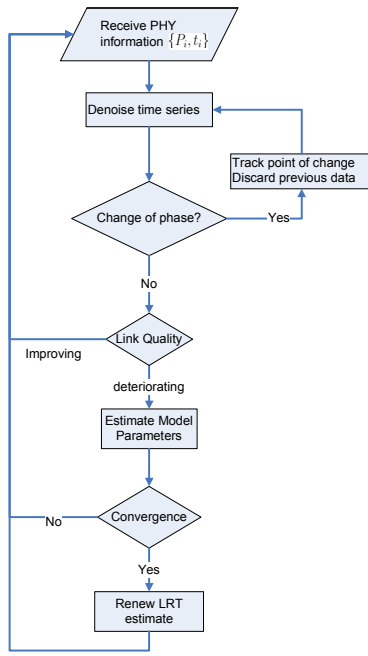 Receive PHY
information {P_i, t_i}
Denoise time series
Track point of change
Discard previous data
Change of phase?
Yes
No
Link Quality
Improving
deteriorating
Estimate Model
Parameters
Convergence
No
Yes
Renew LRT
estimate